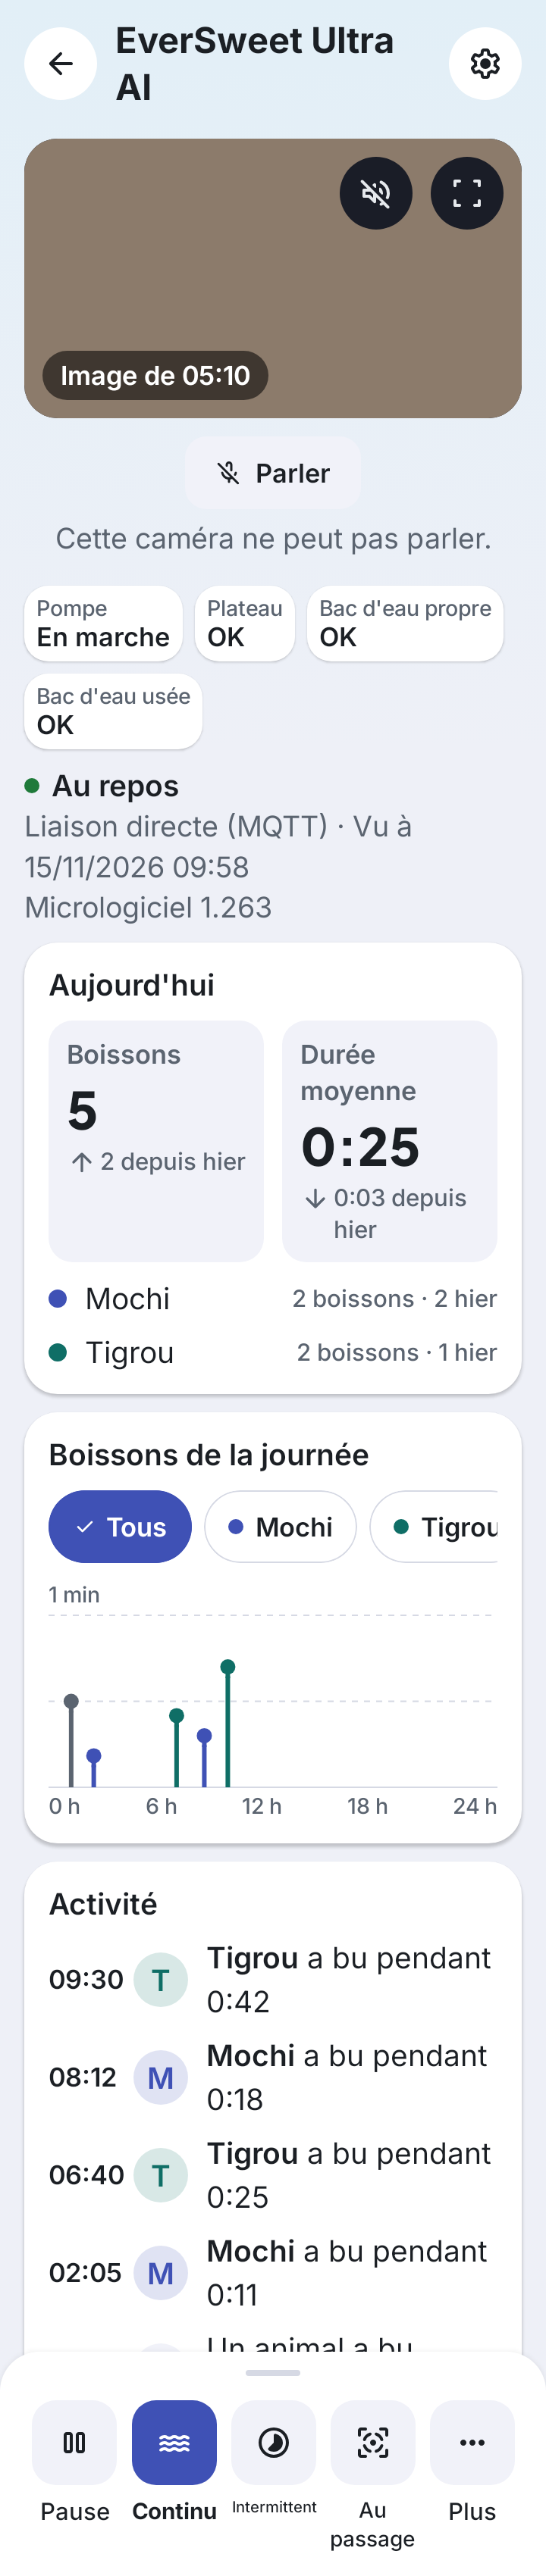 EverSweet Ultra
AI
Image de 05:10
Parler
Cette caméra ne peut pas parler.
Pompe
En marche
Plateau
OK
Bac d'eau propre
OK
Bac d'eau usée
OK
Au repos
Liaison directe (MQTT) · Vu à
15/11/2026 09:58
Micrologiciel 1.263
Aujourd'hui
Boissons
5
↑ 2 depuis hier
Durée
moyenne
0:25
↓ 0:03 depuis
hier
Mochi
2 boissons · 2 hier
Tigrou
2 boissons · 1 hier
Boissons de la journée
Tous
Mochi
Tigrou
1 min
0 h
6 h
12 h
18 h
24 h
Activité
09:30
T
Tigrou a bu pendant
0:42
08:12
M
Mochi a bu pendant
0:18
06:40
T
Tigrou a bu pendant
0:25
02:05
M
Mochi a bu pendant
0:11
Un animal a bu
Pause
Continu
Intermittent
Au
passage
Plus